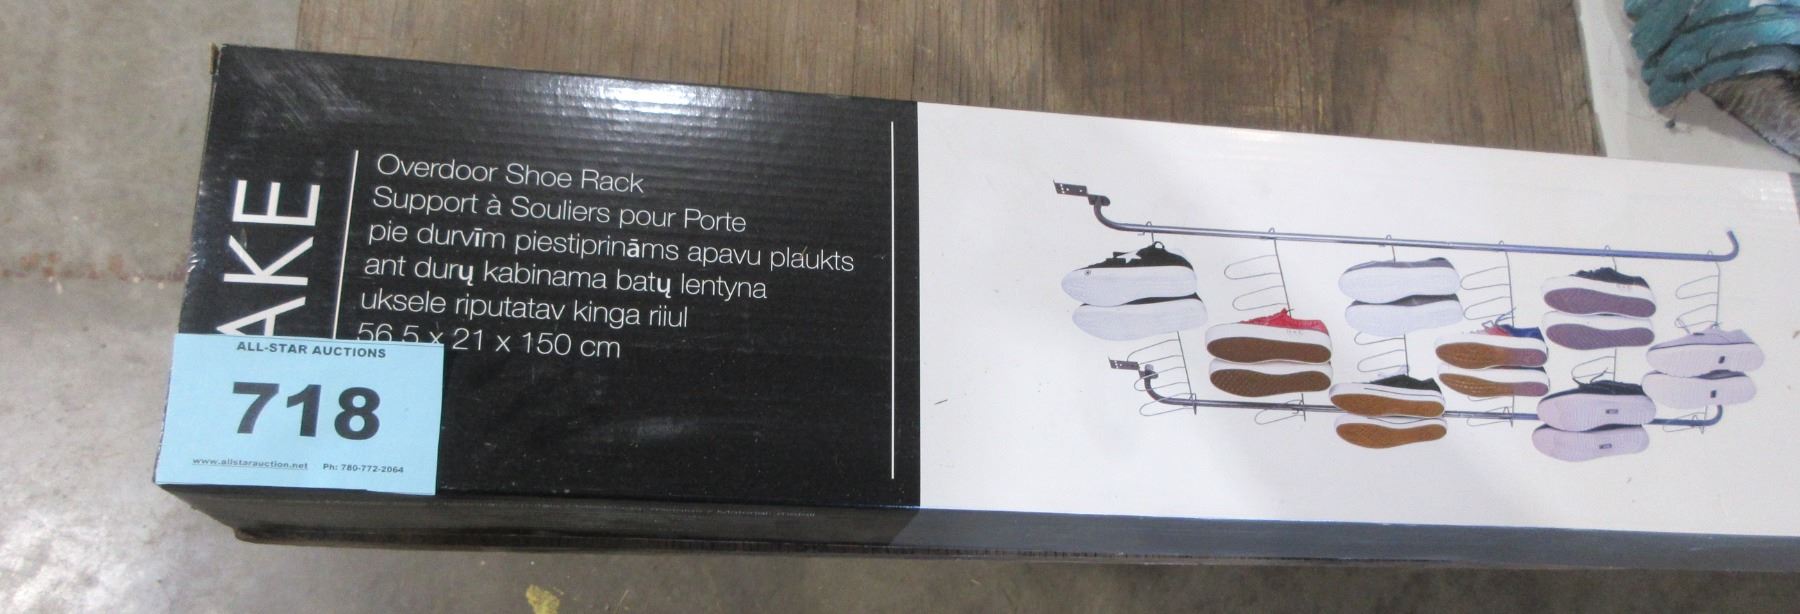 AKE
Overdoor Shoe Rack
Support à Souliers pour Porte
pie durvīm piestiprināms apavu plaukts
ant durų kabinama batų lentyna
uksele riputatav kinga riiul
56.5 x 21 x 150 cm
ALL-STAR AUCTIONS
718
www.allstarauction.net Ph: 780-772-2064